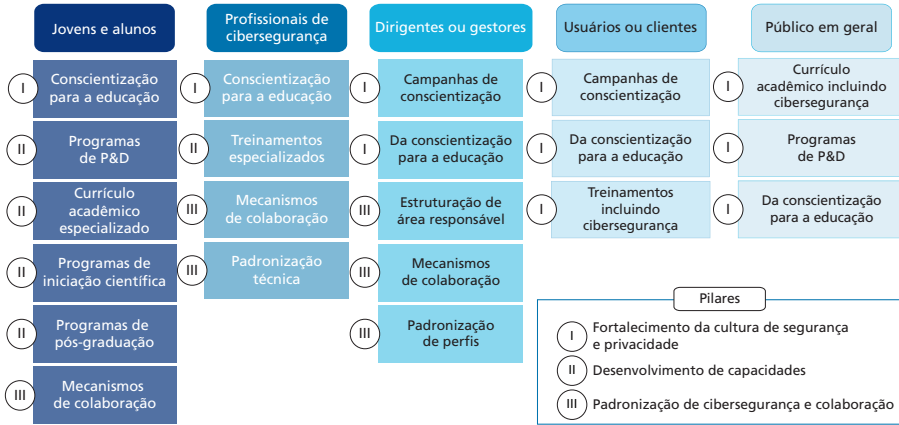 Jovens e alunos
I
Conscientização
para a educação
II
Programas
de P&D
II
Currículo
acadêmico
especializado
II
Programas de
iniciação científica
II
Programas de
pós-graduação
III
Mecanismos
de colaboração
Profissionais de
cibersegurança
I
Conscientização
para a educação
II
Treinamentos
especializados
III
Mecanismos
de colaboração
III
Padronização
técnica
Dirigentes ou gestores
I
Campanhas de
conscientização
I
Da conscientização
para a educação
III
Estruturação de
área responsável
III
Mecanismos
de colaboração
III
Padronização
de perfis
Usuários ou clientes
I
Campanhas de
conscientização
I
Da conscientização
para a educação
I
Treinamentos
incluindo
cibersegurança
Público em geral
I
Currículo
acadêmico incluindo
cibersegurança
I
Programas
de P&D
I
Da conscientização
para a educação
Pilares
I
Fortalecimento da cultura de segurança
e privacidade
II
Desenvolvimento de capacidades
III
Padronização de cibersegurança e colaboração